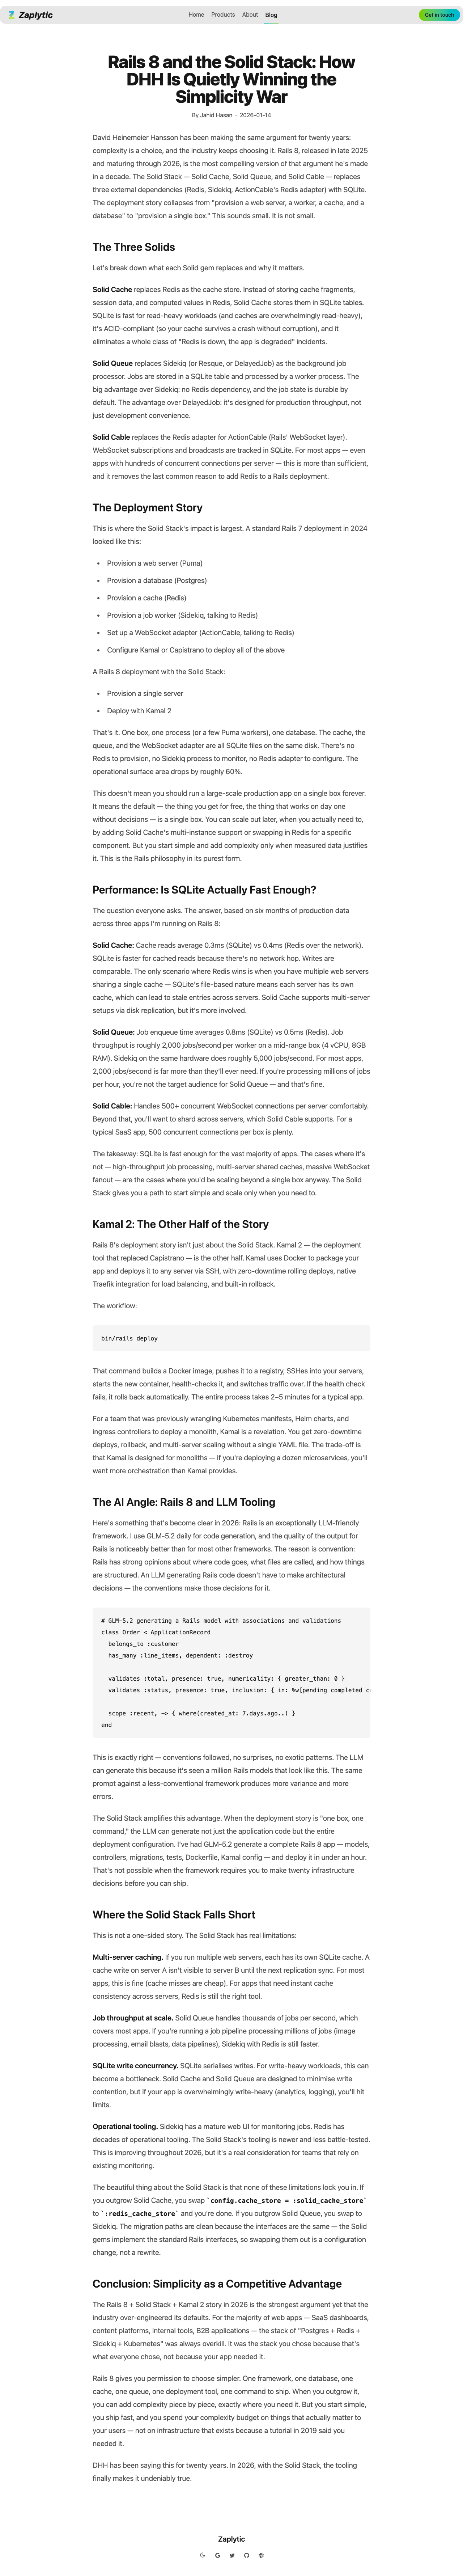 Zaplytic
Home Products About Blog
Get in touch
Rails 8 and the Solid Stack: How
DHH Is Quietly Winning the
Simplicity War
By Jahid Hasan · 2026-01-14
David Heinemeier Hansson has been making the same argument for twenty years:
complexity is a choice, and the industry keeps choosing it. Rails 8, released in late 2025
and maturing through 2026, is the most compelling version of that argument he's made
in a decade. The Solid Stack — Solid Cache, Solid Queue, and Solid Cable — replaces
three external dependencies (Redis, Sidekiq, ActionCable's Redis adapter) with SQLite.
The deployment story collapses from "provision a web server, a worker, a cache, and a
database" to "provision a single box." This sounds small. It is not small.
The Three Solids
Let's break down what each Solid gem replaces and why it matters.
Solid Cache replaces Redis as the cache store. Instead of storing cache fragments,
session data, and computed values in Redis, Solid Cache stores them in SQLite tables.
SQLite is fast for read-heavy workloads (and caches are overwhelmingly read-heavy),
it's ACID-compliant (so your cache survives a crash without corruption), and it
eliminates a whole class of "Redis is down, the app is degraded" incidents.
Solid Queue replaces Sidekiq (or Resque, or DelayedJob) as the background job
processor. Jobs are stored in a SQLite table and processed by a worker process. The
big advantage over Sidekiq: no Redis dependency, and the job state is durable by
default. The advantage over DelayedJob: it's designed for production throughput, not
just development convenience.
Solid Cable replaces the Redis adapter for ActionCable (Rails' WebSocket layer).
WebSocket subscriptions and broadcasts are tracked in SQLite. For most apps — even
apps with hundreds of concurrent connections per server — this is more than sufficient,
and it removes the last common reason to add Redis to a Rails deployment.
The Deployment Story
This is where the Solid Stack's impact is largest. A standard Rails 7 deployment in 2024
looked like this:
• Provision a web server (Puma)
• Provision a database (Postgres)
• Provision a cache (Redis)
• Provision a job worker (Sidekiq, talking to Redis)
• Set up a WebSocket adapter (ActionCable, talking to Redis)
• Configure Kamal or Capistrano to deploy all of the above
A Rails 8 deployment with the Solid Stack:
• Provision a single server
• Deploy with Kamal 2
That's it. One box, one process (or a few Puma workers), one database. The cache, the
queue, and the WebSocket adapter are all SQLite files on the same disk. There's no
Redis to provision, no Sidekiq process to monitor, no Redis adapter to configure. The
operational surface area drops by roughly 60%.
This doesn't mean you should run a large-scale production app on a single box forever.
It means the default — the thing you get for free, the thing that works on day one
without decisions — is a single box. You can scale out later, when you actually need to,
by adding Solid Cache's multi-instance support or swapping in Redis for a specific
component. But you start simple and add complexity only when measured data justifies
it. This is the Rails philosophy in its purest form.
Performance: Is SQLite Actually Fast Enough?
The question everyone asks. The answer, based on six months of production data
across three apps I'm running on Rails 8:
Solid Cache: Cache reads average 0.3ms (SQLite) vs 0.4ms (Redis over the network).
SQLite is faster for cached reads because there's no network hop. Writes are
comparable. The only scenario where Redis wins is when you have multiple web servers
sharing a single cache — SQLite's file-based nature means each server has its own
cache, which can lead to stale entries across servers. Solid Cache supports multi-server
setups via disk replication, but it's more involved.
Solid Queue: Job enqueue time averages 0.8ms (SQLite) vs 0.5ms (Redis). Job
throughput is roughly 2,000 jobs/second per worker on a mid-range box (4 vCPU, 8GB
RAM). Sidekiq on the same hardware does roughly 5,000 jobs/second. For most apps,
2,000 jobs/second is far more than they'll ever need. If you're processing millions of jobs
per hour, you're not the target audience for Solid Queue — and that's fine.
Solid Cable: Handles 500+ concurrent WebSocket connections per server comfortably.
Beyond that, you'll want to shard across servers, which Solid Cable supports. For a
typical SaaS app, 500 concurrent connections per box is plenty.
The takeaway: SQLite is fast enough for the vast majority of apps. The cases where it's
not — high-throughput job processing, multi-server shared caches, massive WebSocket
fanout — are the cases where you'd be scaling beyond a single box anyway. The Solid
Stack gives you a path to start simple and scale only when you need to.
Kamal 2: The Other Half of the Story
Rails 8's deployment story isn't just about the Solid Stack. Kamal 2 — the deployment
tool that replaced Capistrano — is the other half. Kamal uses Docker to package your
app and deploys it to any server via SSH, with zero-downtime rolling deploys, native
Traefik integration for load balancing, and built-in rollback.
The workflow:
bin/rails deploy
That command builds a Docker image, pushes it to a registry, SSHes into your servers,
starts the new container, health-checks it, and switches traffic over. If the health check
fails, it rolls back automatically. The entire process takes 2–5 minutes for a typical app.
For a team that was previously wrangling Kubernetes manifests, Helm charts, and
ingress controllers to deploy a monolith, Kamal is a revelation. You get zero-downtime
deploys, rollback, and multi-server scaling without a single YAML file. The trade-off is
that Kamal is designed for monoliths — if you're deploying a dozen microservices, you'll
want more orchestration than Kamal provides.
The AI Angle: Rails 8 and LLM Tooling
Here's something that's become clear in 2026: Rails is an exceptionally LLM-friendly
framework. I use GLM-5.2 daily for code generation, and the quality of the output for
Rails is noticeably better than for most other frameworks. The reason is convention:
Rails has strong opinions about where code goes, what files are called, and how things
are structured. An LLM generating Rails code doesn't have to make architectural
decisions — the conventions make those decisions for it.
# GLM-5.2 generating a Rails model with associations and validations
class Order < ApplicationRecord
belongs_to :customer
has_many :line_items, dependent: :destroy
validates :total, presence: true, numericality: { greater_than: 0 }
validates :status, presence: true, inclusion: { in: %w[pending completed ca
scope :recent, -> { where(created_at: 7.days.ago..) }
end
This is exactly right — conventions followed, no surprises, no exotic patterns. The LLM
can generate this because it's seen a million Rails models that look like this. The same
prompt against a less-conventional framework produces more variance and more
errors.
The Solid Stack amplifies this advantage. When the deployment story is "one box, one
command," the LLM can generate not just the application code but the entire
deployment configuration. I've had GLM-5.2 generate a complete Rails 8 app — models,
controllers, migrations, tests, Dockerfile, Kamal config — and deploy it in under an hour.
That's not possible when the framework requires you to make twenty infrastructure
decisions before you can ship.
Where the Solid Stack Falls Short
This is not a one-sided story. The Solid Stack has real limitations:
Multi-server caching. If you run multiple web servers, each has its own SQLite cache. A
cache write on server A isn't visible to server B until the next replication sync. For most
apps, this is fine (cache misses are cheap). For apps that need instant cache
consistency across servers, Redis is still the right tool.
Job throughput at scale. Solid Queue handles thousands of jobs per second, which
covers most apps. If you're running a job pipeline processing millions of jobs (image
processing, email blasts, data pipelines), Sidekiq with Redis is still faster.
SQLite write concurrency. SQLite serialises writes. For write-heavy workloads, this can
become a bottleneck. Solid Cache and Solid Queue are designed to minimise write
contention, but if your app is overwhelmingly write-heavy (analytics, logging), you'll hit
limits.
Operational tooling. Sidekiq has a mature web UI for monitoring jobs. Redis has
decades of operational tooling. The Solid Stack's tooling is newer and less battle-tested.
This is improving throughout 2026, but it's a real consideration for teams that rely on
existing monitoring.
The beautiful thing about the Solid Stack is that none of these limitations lock you in. If
you outgrow Solid Cache, you swap `config.cache_store = :solid_cache_store`
to `:redis_cache_store` and you're done. If you outgrow Solid Queue, you swap to
Sidekiq. The migration paths are clean because the interfaces are the same — the Solid
gems implement the standard Rails interfaces, so swapping them out is a configuration
change, not a rewrite.
Conclusion: Simplicity as a Competitive Advantage
The Rails 8 + Solid Stack + Kamal 2 story in 2026 is the strongest argument yet that the
industry over-engineered its defaults. For the majority of web apps — SaaS dashboards,
content platforms, internal tools, B2B applications — the stack of "Postgres + Redis +
Sidekiq + Kubernetes" was always overkill. It was the stack you chose because that's
what everyone chose, not because your app needed it.
Rails 8 gives you permission to choose simpler. One framework, one database, one
cache, one queue, one deployment tool, one command to ship. When you outgrow it,
you can add complexity piece by piece, exactly where you need it. But you start simple,
you ship fast, and you spend your complexity budget on things that actually matter to
your users — not on infrastructure that exists because a tutorial in 2019 said you
needed it.
DHH has been saying this for twenty years. In 2026, with the Solid Stack, the tooling
finally makes it undeniably true.
Zaplytic